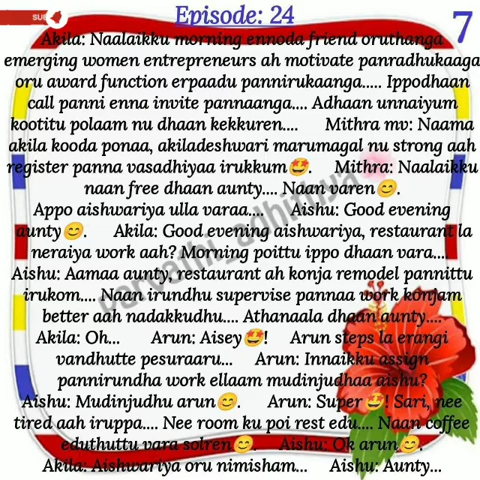 SUB
Episode: 24
7
Akila: Naalaikku morning ennoda friend oruthanga
emerging women entrepreneurs ah motivate panradhukaaga
oru award function erpaadu pannirukaanga..... Ippodhaan
call panni enna invite pannaanga.... Adhaan unnaiyum
kootitu polaam nu dhaan kekkuren.... Mithra mv: Naama
akila kooda ponaa, akiladeshwari marumagal nu strong aah
register panna vasadhiyaa irukkum🤩. Mithra: Naalaikku
naan free dhaan aunty.... Naan varen😊.
Appo aishwariya ulla varaa.... Aishu: Good evening
aunty😊. Akila: Good evening aishwariya, restaurant la
neraiya work aah? Morning poittu ippo dhaan vara....
Aishu: Aamaa aunty, restaurant ah konja remodel pannittu
irukom.... Naan irundhu supervise pannaa work konjam
better aah nadakkudhu.... Athanaala dhaan aunty....
Akila: Oh... Arun: Aisey🤩! Arun steps la erangi
vandhutte pesuraaru... Arun: Innaikku assign
pannirundha work ellaam mudinjudhaa aishu?
Aishu: Mudinjudhu arun😊. Arun: Super🤩! Sari, nee
tired aah iruppa.... Nee room ku poi rest edu.... Naan coffee
eduthuttu vara solren😊. Aishu: Ok arun😊.
Akila: Aishwariya oru nimisham... Aishu: Aunty...